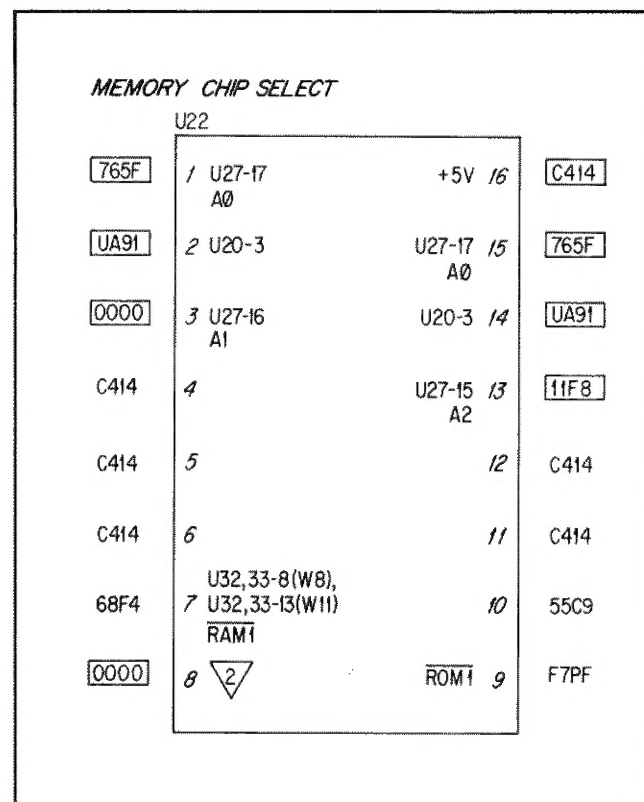 MEMORY CHIP SELECT
U22
765F 1 U27-17 +5V 16 C414
A0
UA91 2 U20-3 U27-17 15 765F
A0
0000 3 U27-16 U20-3 14 UA91
A1
C414 4 U27-15 13 11F8
A2
C414 5 12 C414
C414 6 11 C414
U32,33-8(W8),
68F4 7 U32,33-13(W11) 10 55C9
RAM1
0000 8 2 ROM1 9 F7PF